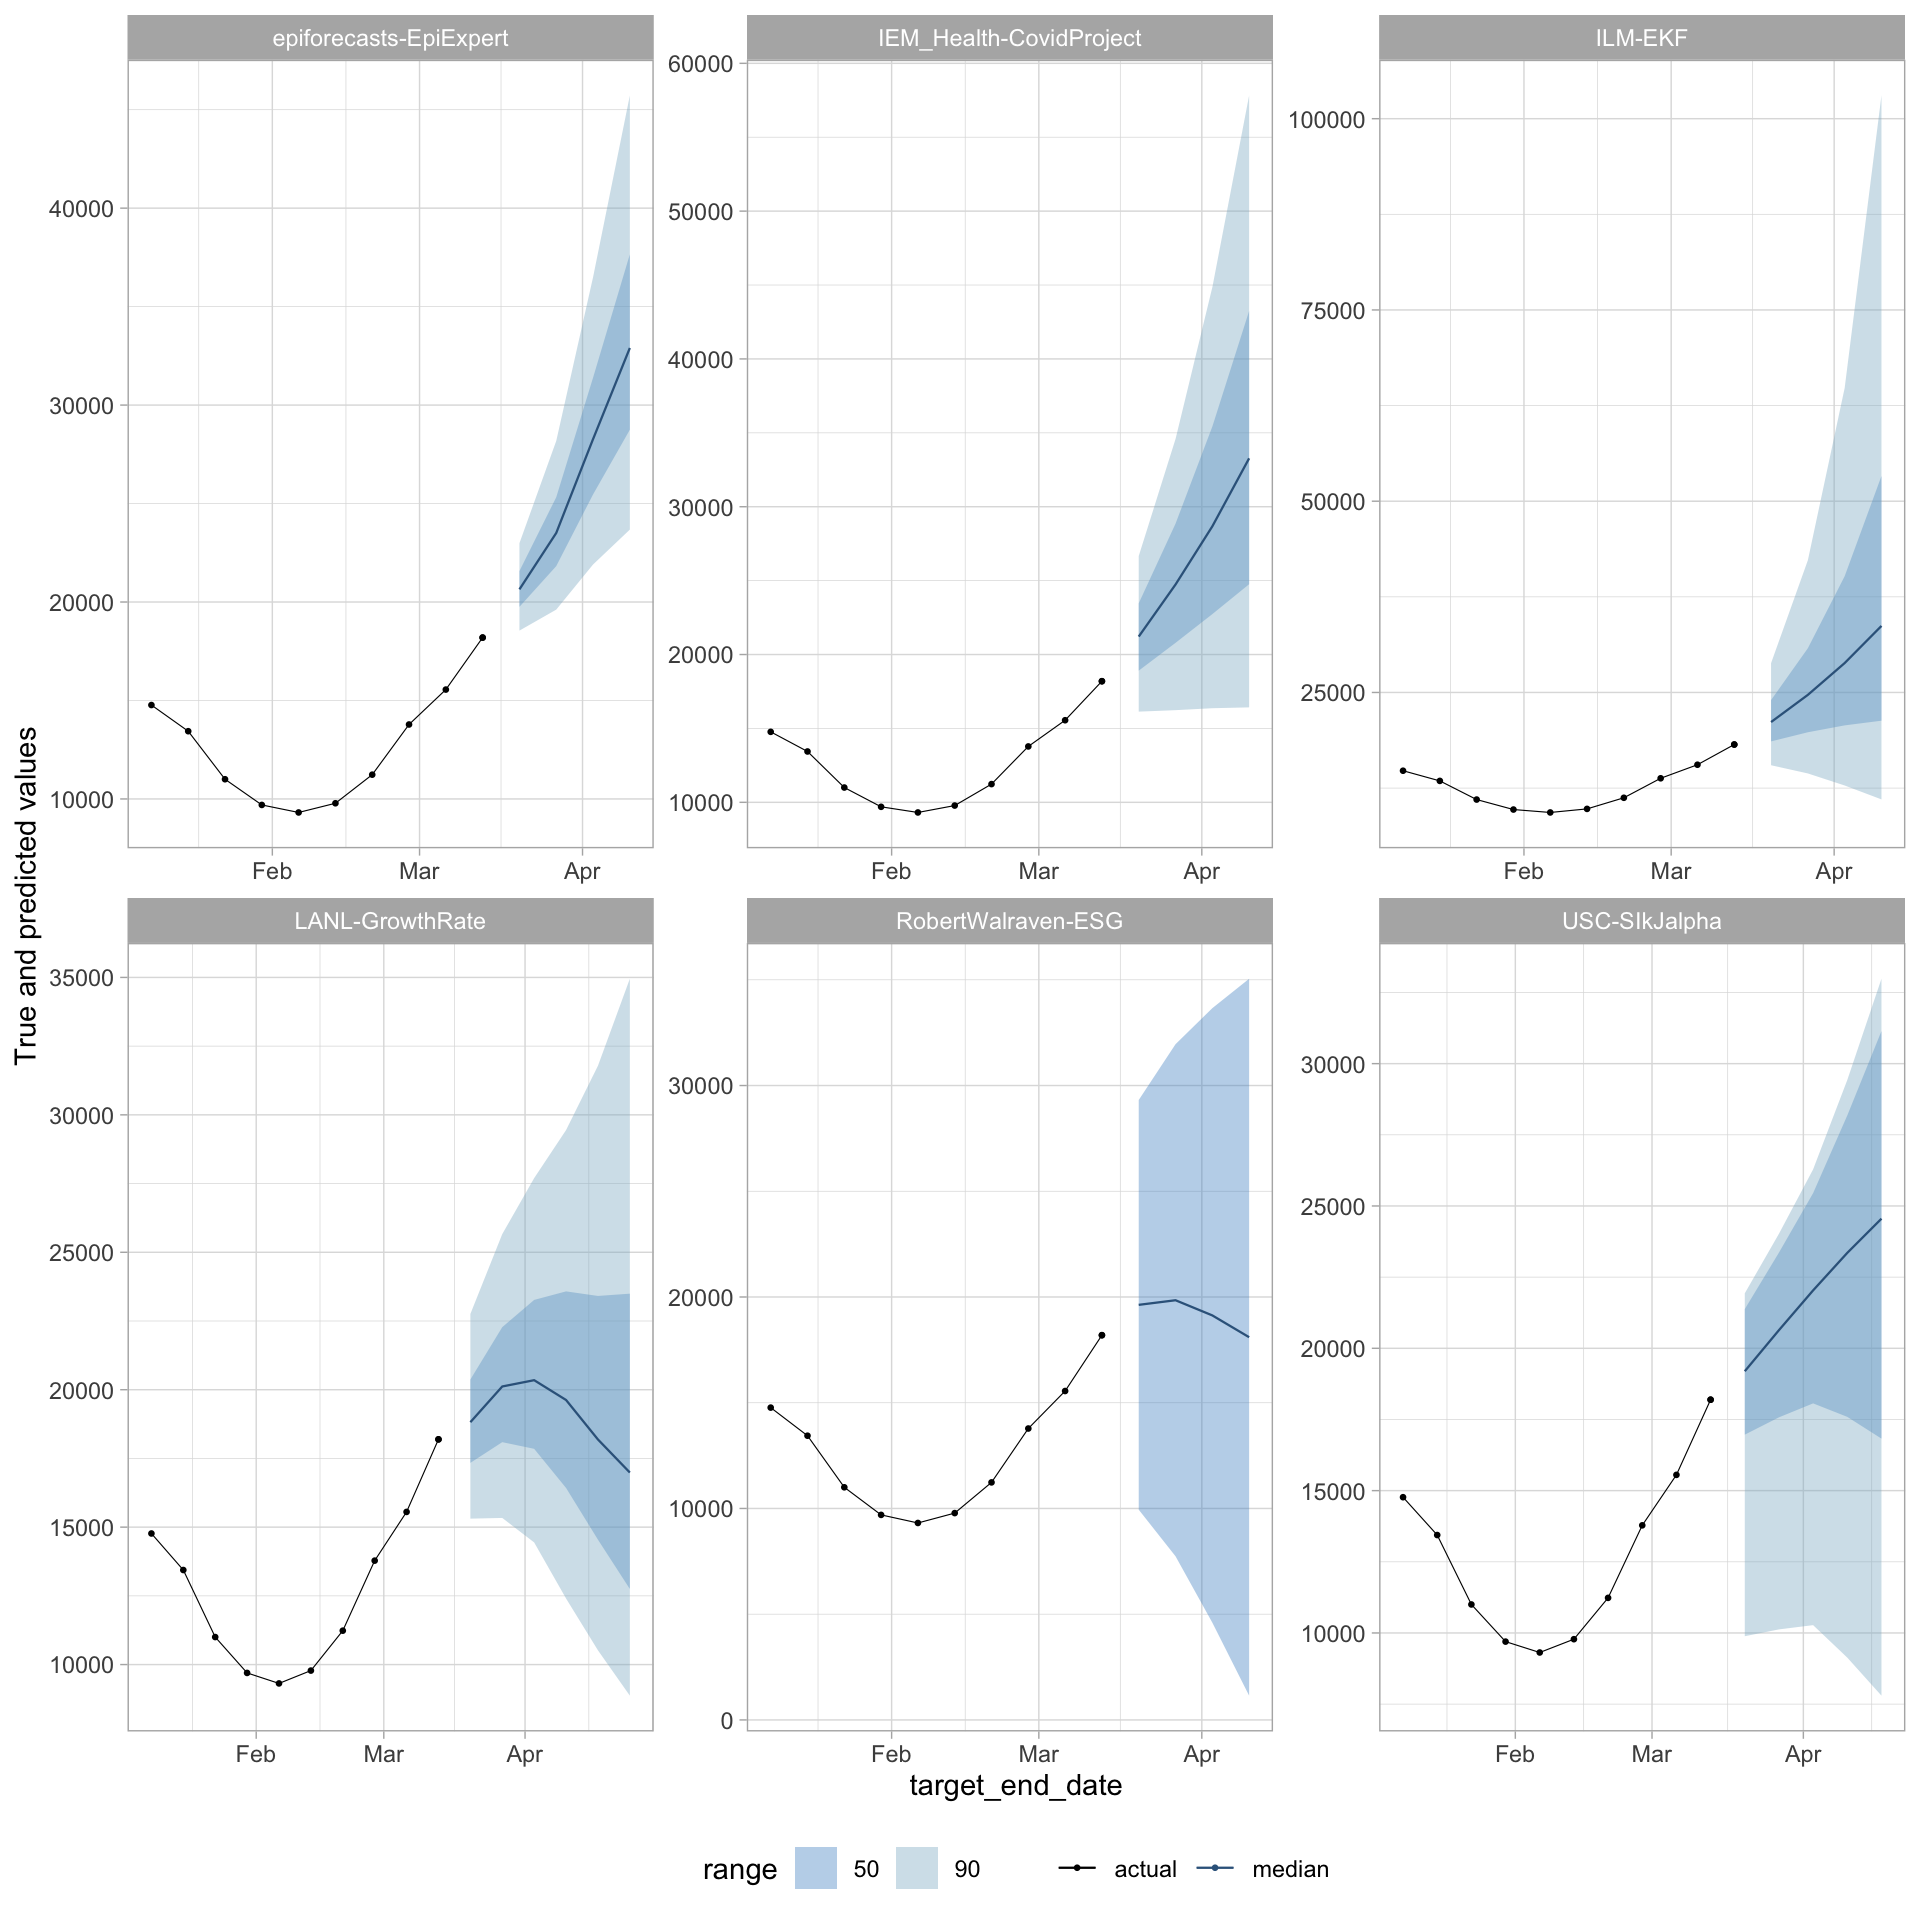 epiforecasts-EpiExpert
IEM_Health-CovidProject
ILM-EKF
40000
30000
20000
10000
60000
50000
40000
30000
20000
10000
100000
75000
50000
25000
Feb Mar Apr
Feb Mar Apr
Feb Mar Apr
True and predicted values
LANL-GrowthRate
RobertWalraven-ESG
USC-SIkJalpha
35000
30000
25000
20000
15000
10000
30000
20000
10000
0
30000
25000
20000
15000
10000
Feb Mar Apr
Feb Mar Apr
Feb Mar Apr
target_end_date
range 50 90 actual median